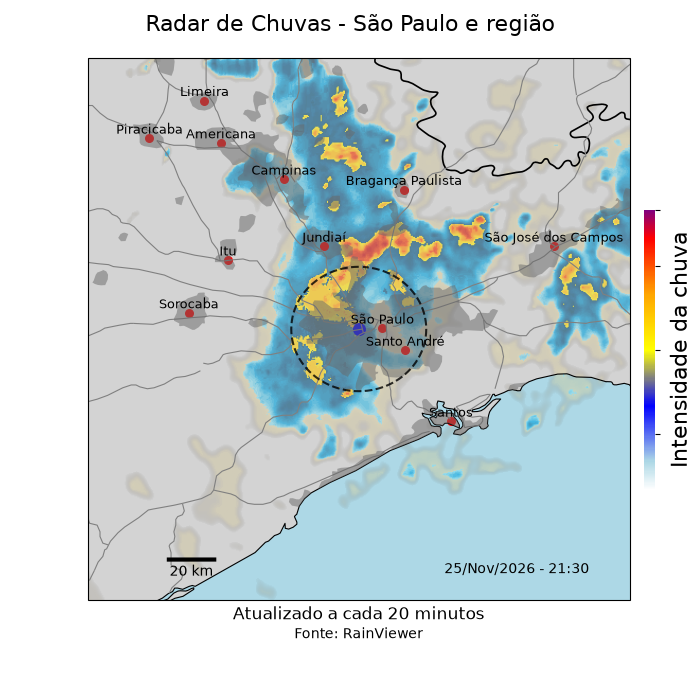 Radar de Chuvas - São Paulo e região
Limeira
Piracicaba
Americana
Campinas
Bragança Paulista
Jundiaí
São José dos Campos
Itu
Sorocaba
São Paulo
Santo André
Santos
Intensidade da chuva
20 km
25/Nov/2026 - 21:30
Atualizado a cada 20 minutos
Fonte: RainViewer